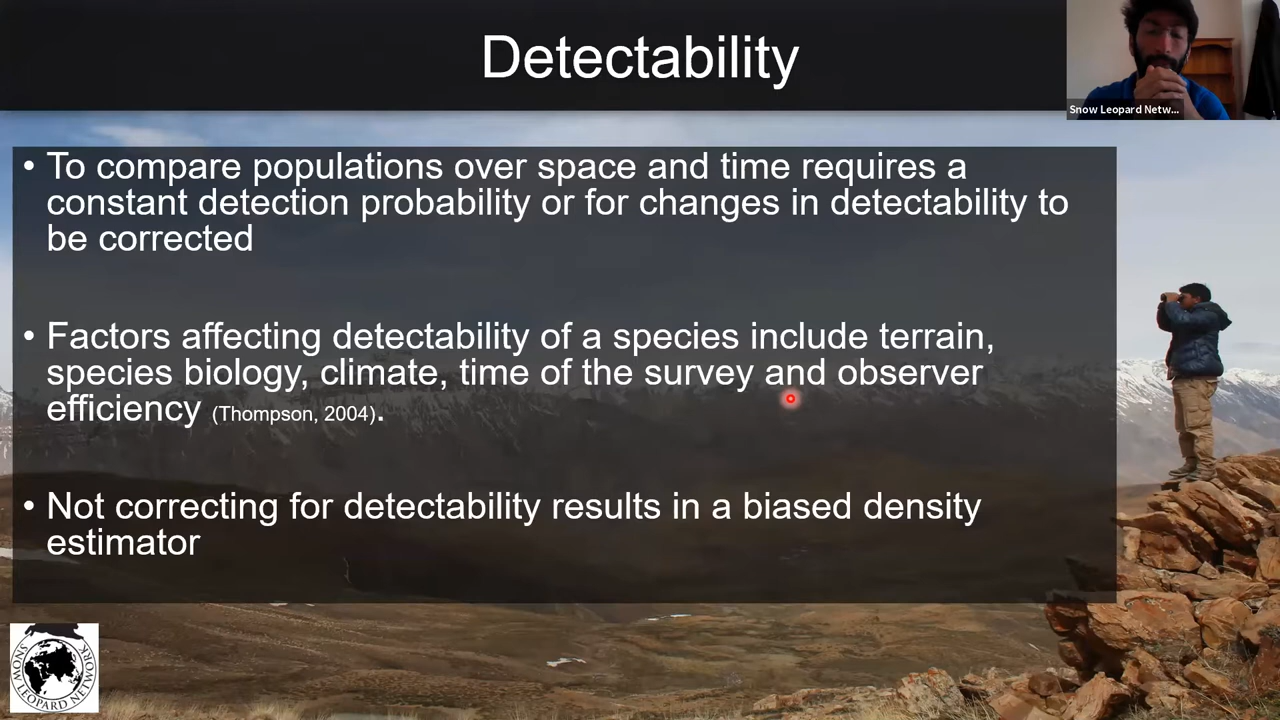 Detectability
Snow Leopard Netw...
• To compare populations over space and time requires a
constant detection probability or for changes in detectability to
be corrected
• Factors affecting detectability of a species include terrain,
species biology, climate, time of the survey and observer
efficiency (Thompson, 2004).
• Not correcting for detectability results in a biased density
estimator
SNOW LEOPARD NETWORK